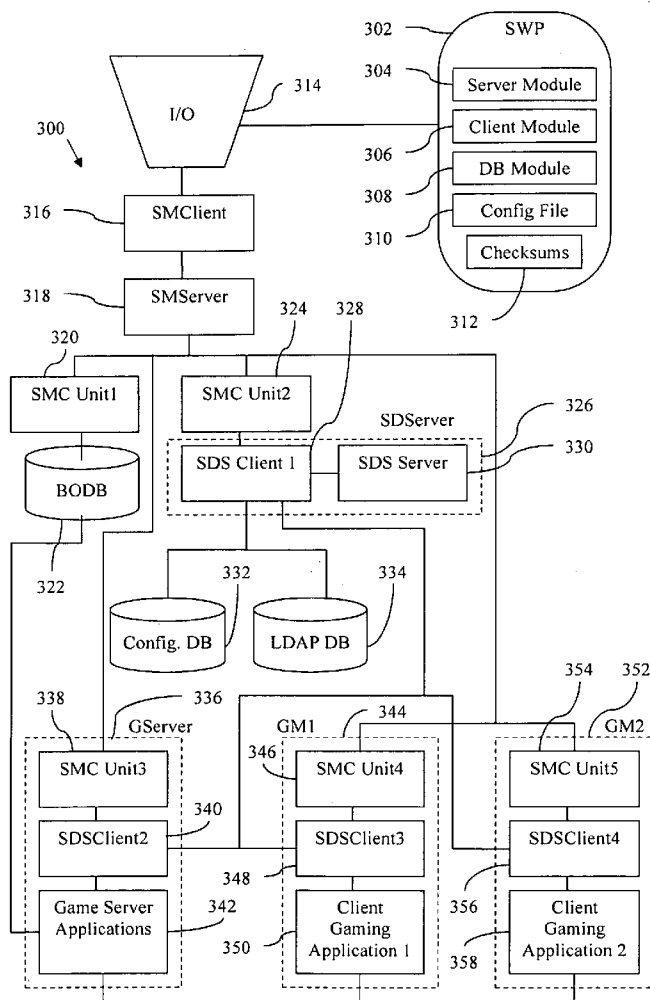 302
SWP
304
Server Module
314
I/O
306
Client Module
300
308
DB Module
316
SMClient
310
Config File
Checksums
318
SMServer
312
320
324
328
SMC Unit1
SMC Unit2
SDServer
326
330
SDS Client 1
SDS Server
BODB
322
332
334
Config. DB
LDAP DB
338
336
GServer
344
GM1
354
352
GM2
346
SMC Unit3
SMC Unit4
SMC Unit5
340
SDSClient2
SDSClient3
SDSClient4
348
356
Game Server
Applications
342
Client
Gaming
Application 1
350
Client
Gaming
Application 2
358